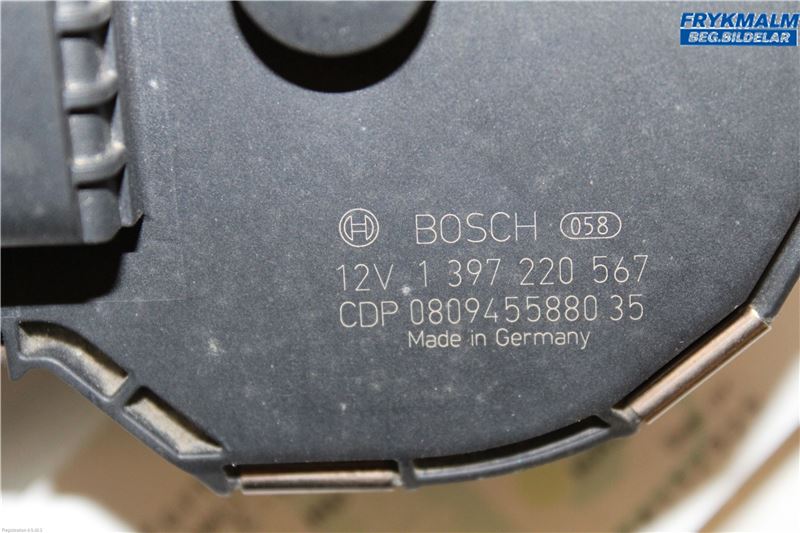 FRYKMALM
BEG.BILDELAR
BOSCH 058
12V 1 397 220 567
CDP 0809455880 35
Made in Germany